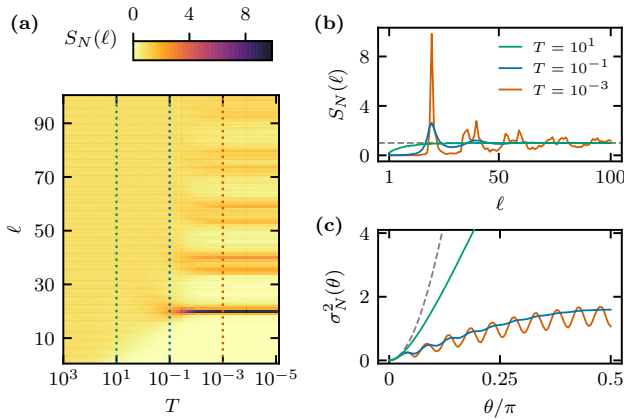 (a)
0 4 8
S_N(ℓ)
90
70
50
30
10
ℓ
10^3 10^1 10^{-1} 10^{-3} 10^{-5}
T
(b)
8
4
0
S_N(ℓ)
T = 10^1
T = 10^{-1}
T = 10^{-3}
1 50 100
ℓ
(c)
4
2
0
σ_N^2(θ)
0 0.25 0.5
θ/π